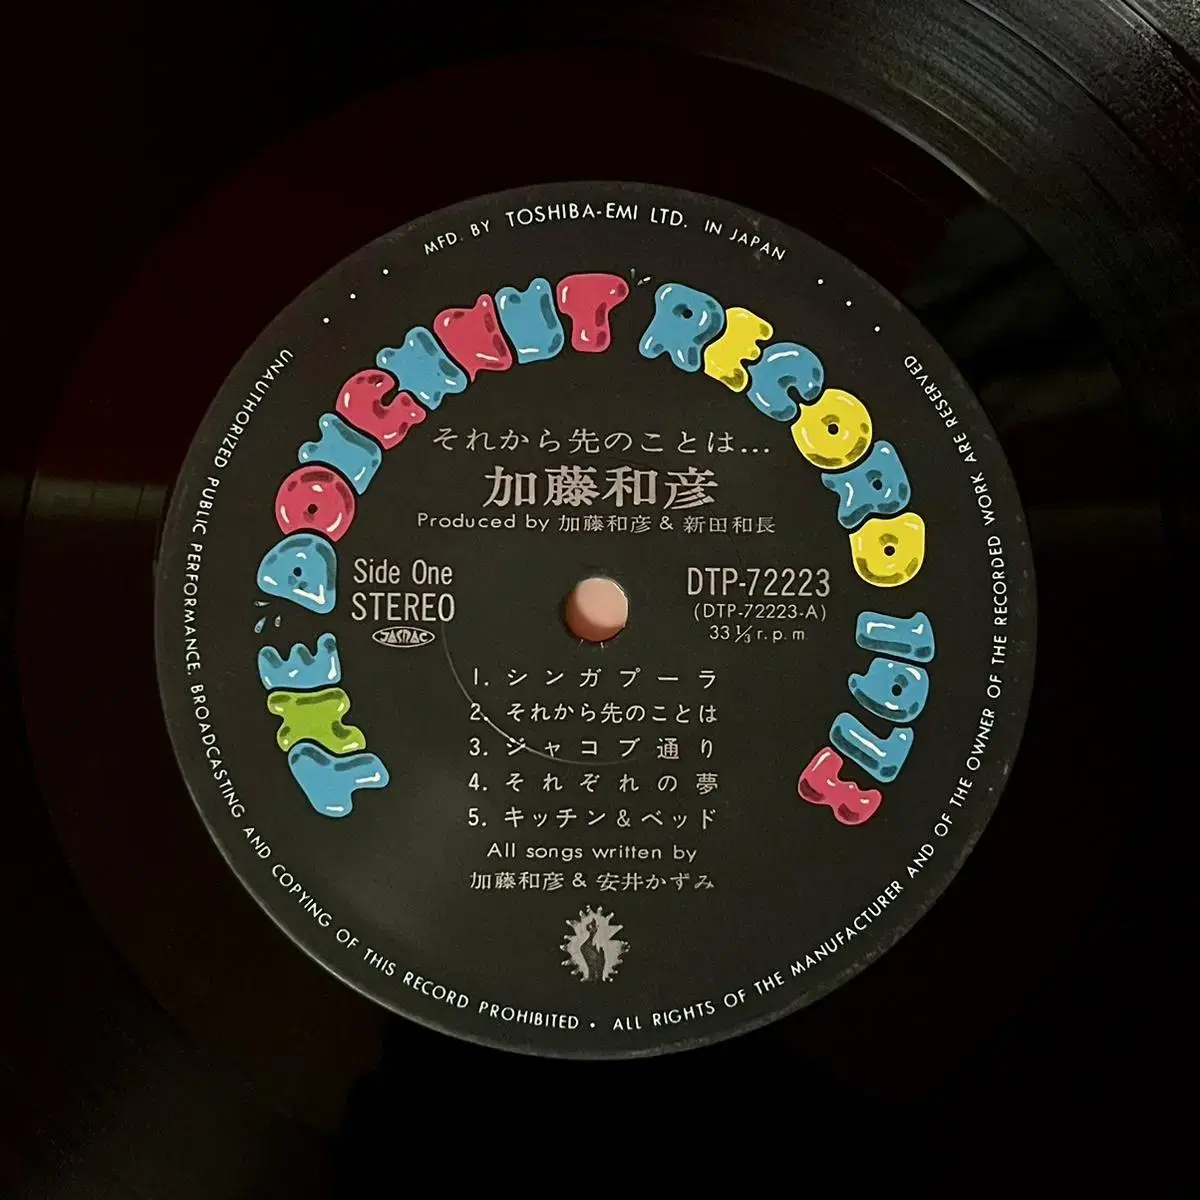 MFD. BY TOSHIBA-EMI LTD. IN JAPAN
THE DOUGHNUT RECORD
それから先のことは…
加藤和彦
Produced by 加藤和彦 & 新田和長
Side One
STEREO
JASRAC
DTP-72223
(DTP-72223-A)
33 1/3 r.p.m
1. シンガプーラ
2. それから先のことは
3. ジャコブ通り
4. それぞれの夢
5. キッチン&ベッド
All songs written by
加藤和彦 & 安井かずみ
UNAUTHORIZED PUBLIC PERFORMANCE, BROADCASTING AND COPYING OF THIS RECORD PROHIBITED • ALL RIGHTS OF THE MANUFACTURER AND OF THE OWNER OF THE RECORDED WORK ARE RESERVED